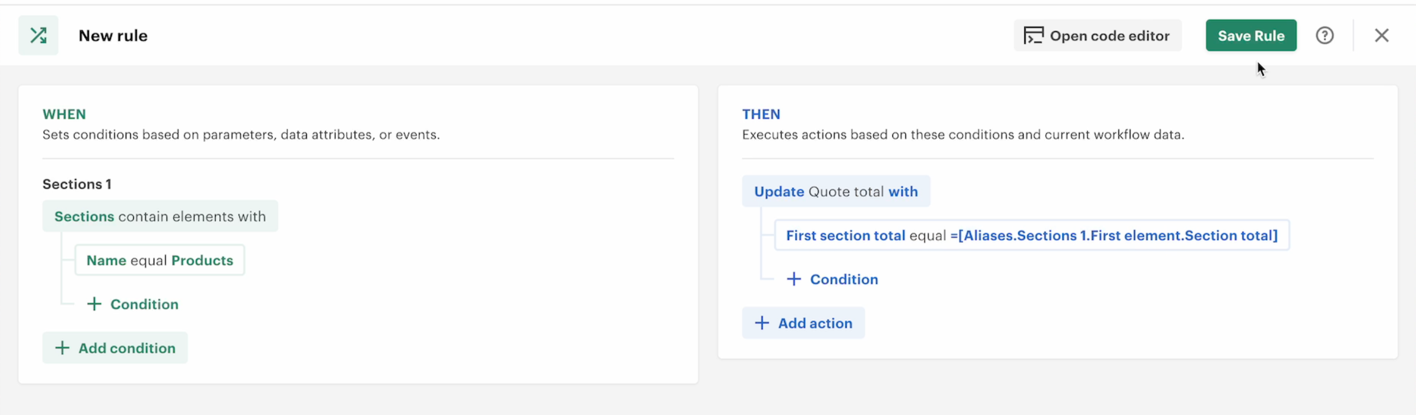 New rule
Open code editor
Save Rule
?
WHEN
Sets conditions based on parameters, data attributes, or events.
Sections 1
Sections contain elements with
Name equal Products
+ Condition
+ Add condition
THEN
Executes actions based on these conditions and current workflow data.
Update Quote total with
First section total equal =[Aliases.Sections 1.First element.Section total]
+ Condition
+ Add action